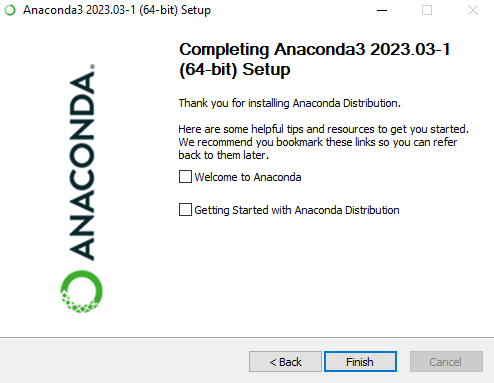 Anaconda3 2023.03-1 (64-bit) Setup
ANACONDA.
Completing Anaconda3 2023.03-1
(64-bit) Setup
Thank you for installing Anaconda Distribution.
Here are some helpful tips and resources to get you started.
We recommend you bookmark these links so you can refer
back to them later.
Welcome to Anaconda
Getting Started with Anaconda Distribution
< Back
Finish
Cancel